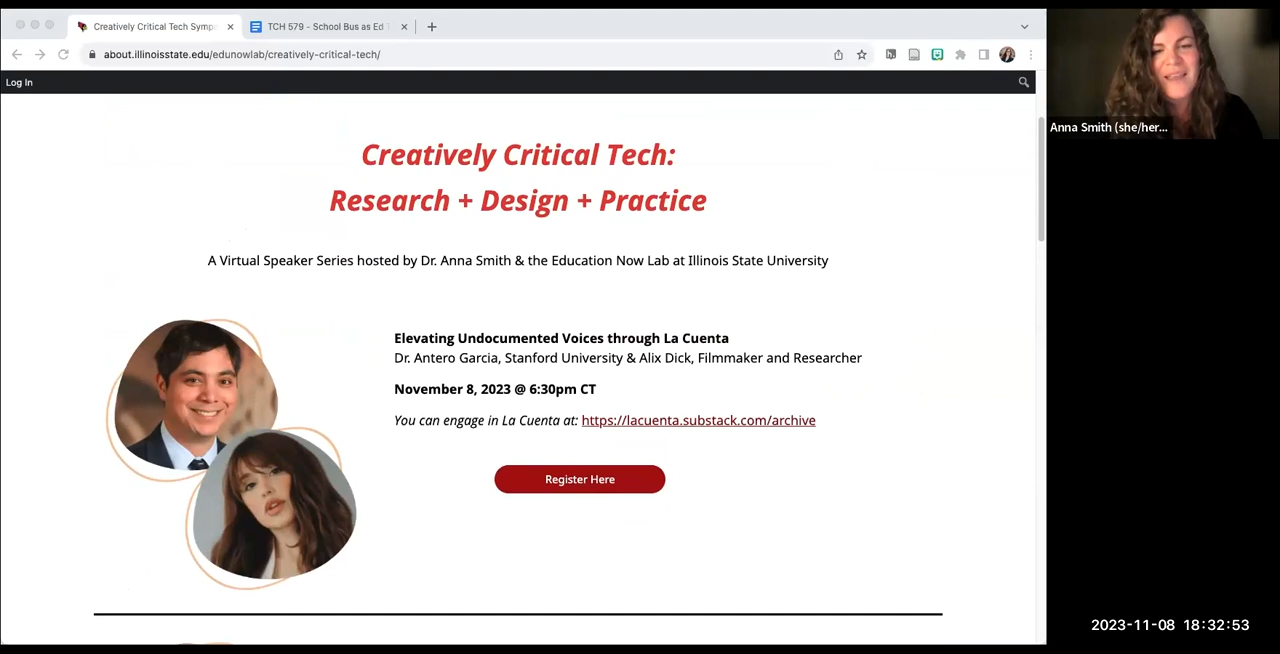 Creatively Critical Tech Symp
TCH 579 - School Bus as Ed T
about.illinoisstate.edu/edunowlab/creatively-critical-tech/
Anna Smith (she/her...
Log In
Creatively Critical Tech:
Research + Design + Practice
A Virtual Speaker Series hosted by Dr. Anna Smith & the Education Now Lab at Illinois State University
Elevating Undocumented Voices through La Cuenta
Dr. Antero Garcia, Stanford University & Alix Dick, Filmmaker and Researcher
November 8, 2023 @ 6:30pm CT
You can engage in La Cuenta at: https://lacuenta.substack.com/archive
Register Here
2023-11-08 18:32:53